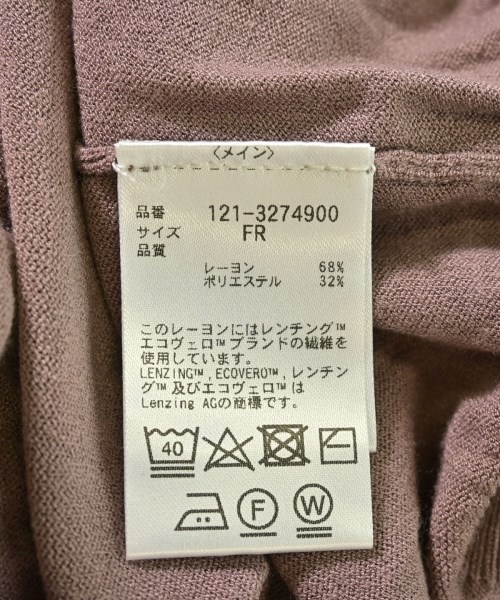 〈メイン〉
品番 121-3274900
サイズ FR
品質
レーヨン 68%
ポリエステル 32%
このレーヨンにはレンチング™
エコヴェロ™ブランドの繊維を
使用しています。
LENZING™,ECOVERO™,レンチン
グ™及びエコヴェロ™は
Lenzing AGの商標です。
40
F W